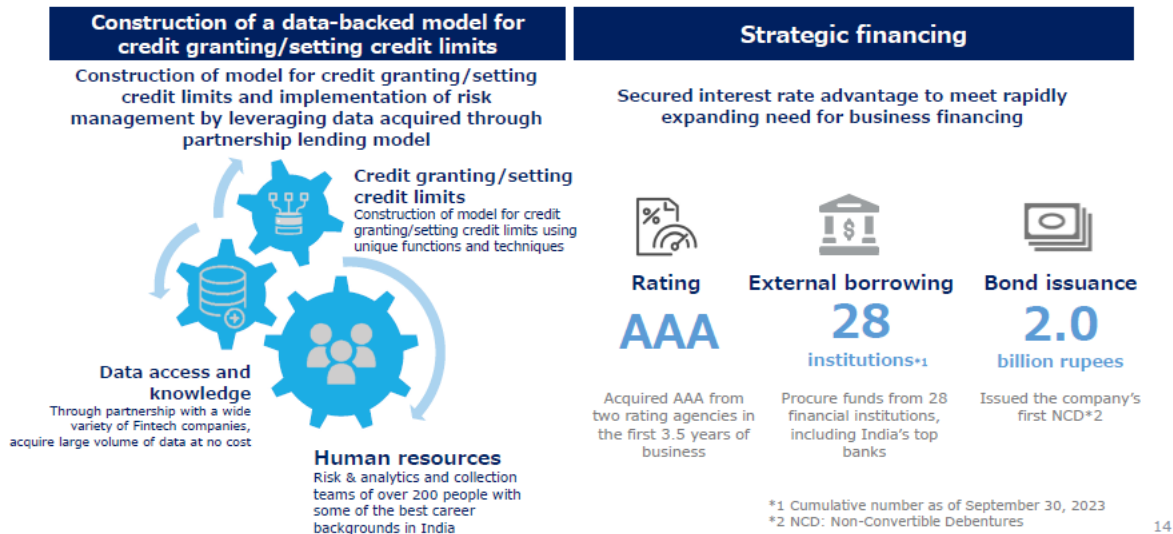 Construction of a data-backed model for
credit granting/setting credit limits
Construction of model for credit granting/setting
credit limits and implementation of risk
management by leveraging data acquired through
partnership lending model
Credit granting/setting
credit limits
Construction of model for credit
granting/setting credit limits using
unique functions and techniques
Data access and
knowledge
Through partnership with a wide
variety of Fintech companies,
acquire large volume of data at no cost
Human resources
Risk & analytics and collection
teams of over 200 people with
some of the best career
backgrounds in India
Strategic financing
Secured interest rate advantage to meet rapidly
expanding need for business financing
%
Rating
AAA
Acquired AAA from
two rating agencies in
the first 3.5 years of
business
$
External borrowing
28
institutions*1
Procure funds from 28
financial institutions,
including India's top
banks
Bond issuance
2.0
billion rupees
Issued the company's
first NCD*2
*1 Cumulative number as of September 30, 2023
*2 NCD: Non-Convertible Debentures
14